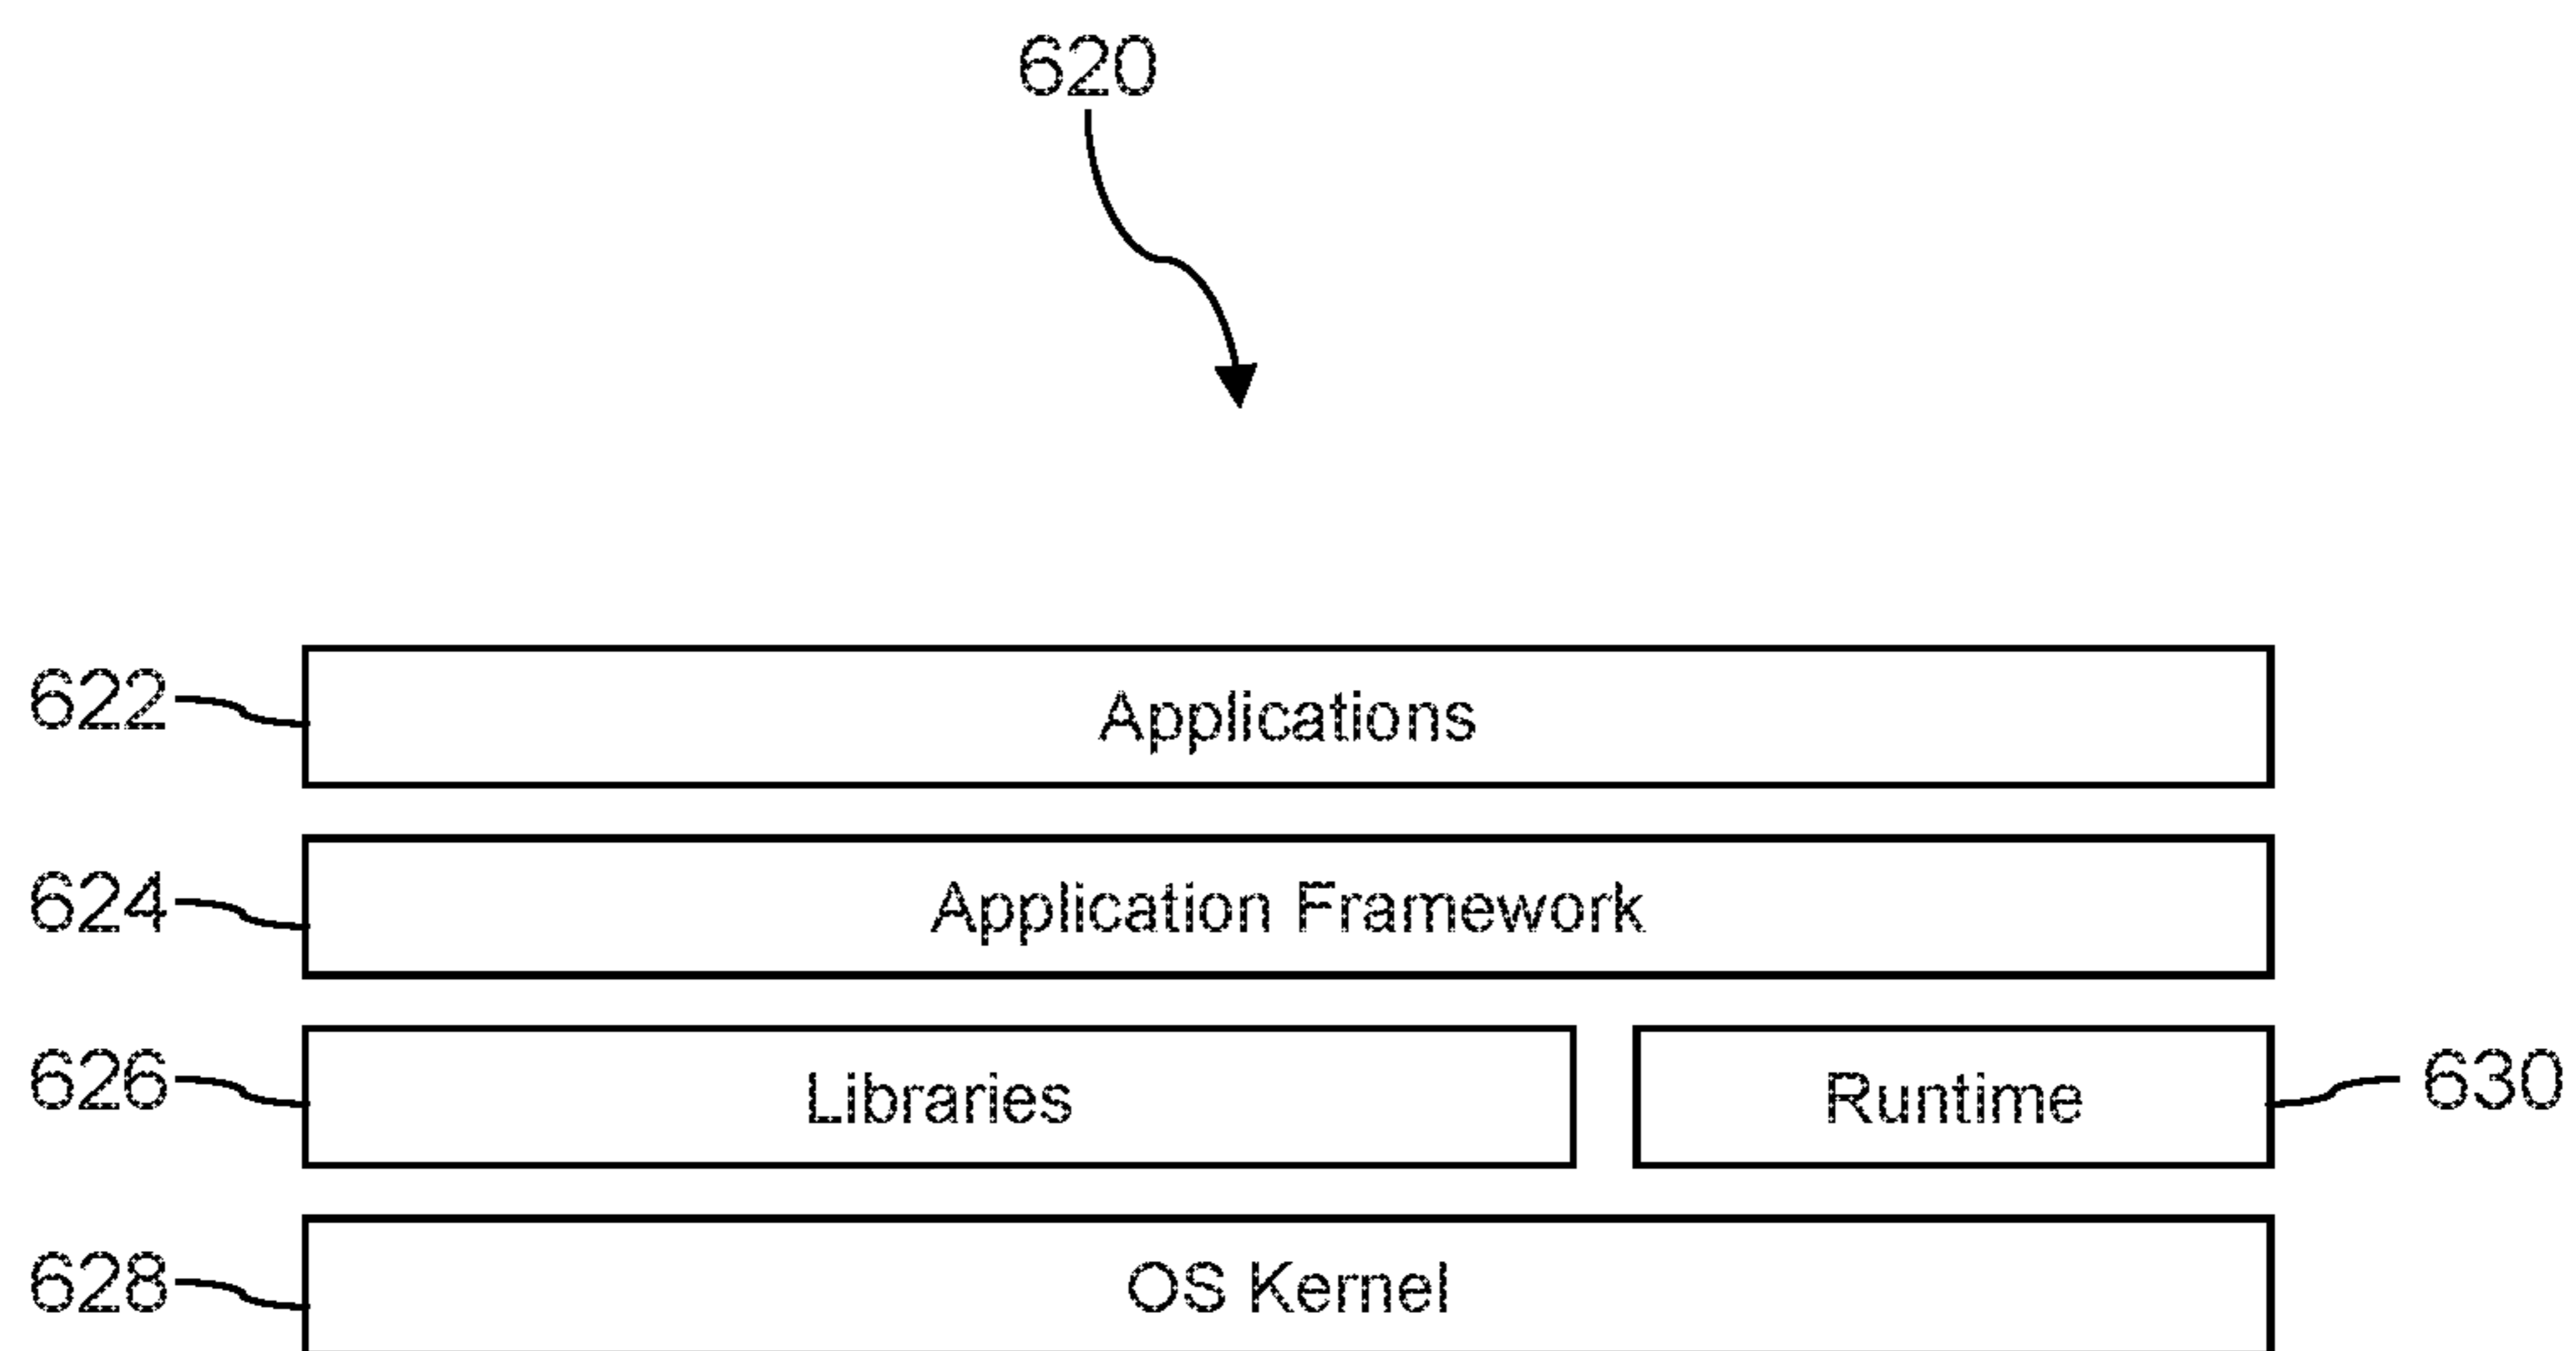 620
622 Applications
624 Application Framework
626 Libraries Runtime 630
628 OS Kernel